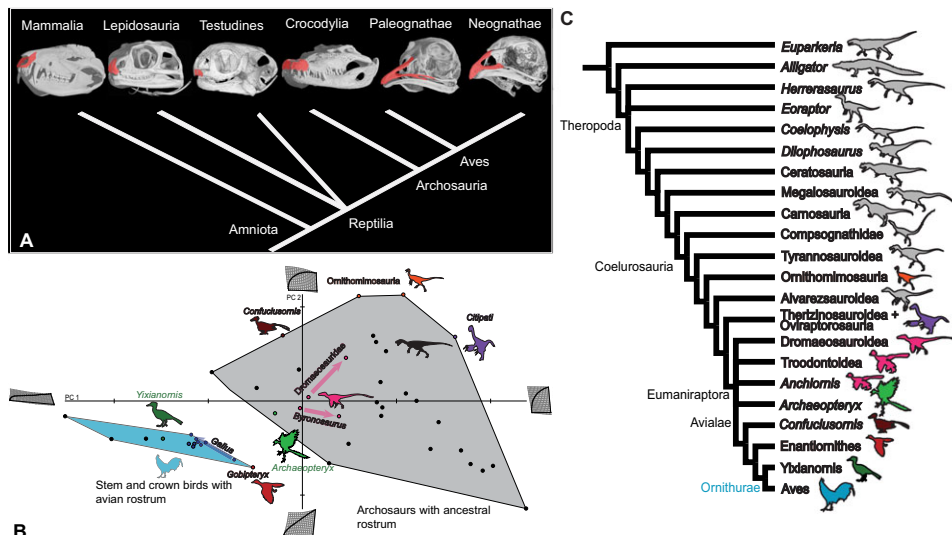 Mammalia Lepidosauria Testudines Crocodylia Paleognathae Neognathae
Aves
Archosauria
Reptilia
Amniota
A
PC 2
Ornithomimosauria
Confuciusornis
Citipati
Dromaeosauridae
PC 1
Yixianornis
Byronosaurus
Gallus
Archaeopteryx
Gobipteryx
Stem and crown birds with
avian rostrum
Archosaurs with ancestral
rostrum
B
C
Euparkeria
Alligator
Herrerasaurus
Eoraptor
Theropoda
Coelophysis
Dilophosaurus
Ceratosauria
Megalosauroidea
Carnosauria
Compsognathidae
Tyrannosauroidea
Coelurosauria
Ornithomimosauria
Alvarezsauroidea
Therizinosauroidea +
Oviraptorosauria
Dromaeosauroidea
Troodontoidea
Anchiornis
Eumaniraptora
Archaeopteryx
Avialae
Confuciusornis
Enantiornithes
Yixianornis
Ornithurae
Aves